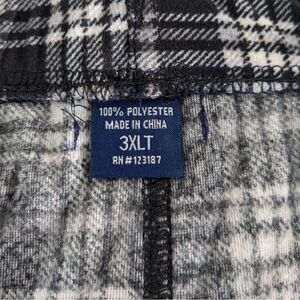 100% POLYESTER
MADE IN CHINA
3XLT
RN #123187